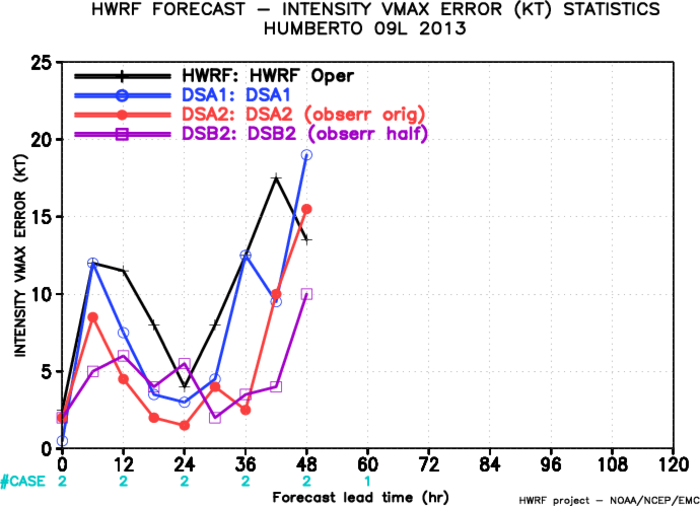 HWRF FORECAST – INTENSITY VMAX ERROR (KT) STATISTICS
HUMBERTO 09L 2013
25
HWRF: HWRF Oper
DSA1: DSA1
DSA2: DSA2 (obserr orig)
DSB2: DSB2 (obserr half)
20
15
10
5
0
INTENSITY VMAX ERROR (KT)
0 12 24 36 48 60 72 84 96 108 120
#CASE 2 2 2 2 2 1
Forecast lead time (hr)
HWRF project – NOAA/NCEP/EMC